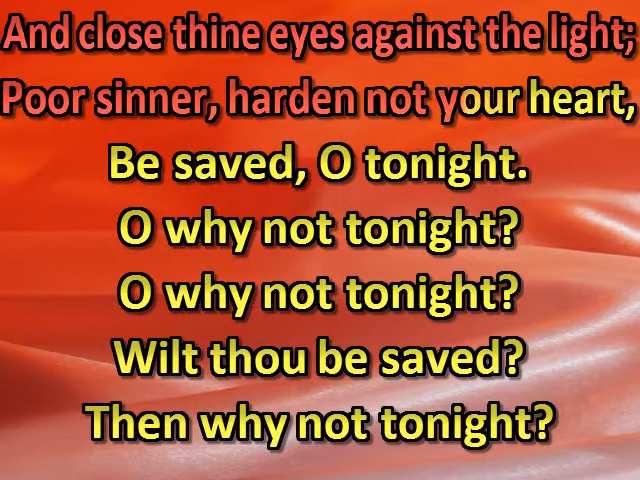 And close thine eyes against the light;
Poor sinner, harden not your heart,
Be saved, O tonight.
O why not tonight?
O why not tonight?
Wilt thou be saved?
Then why not tonight?